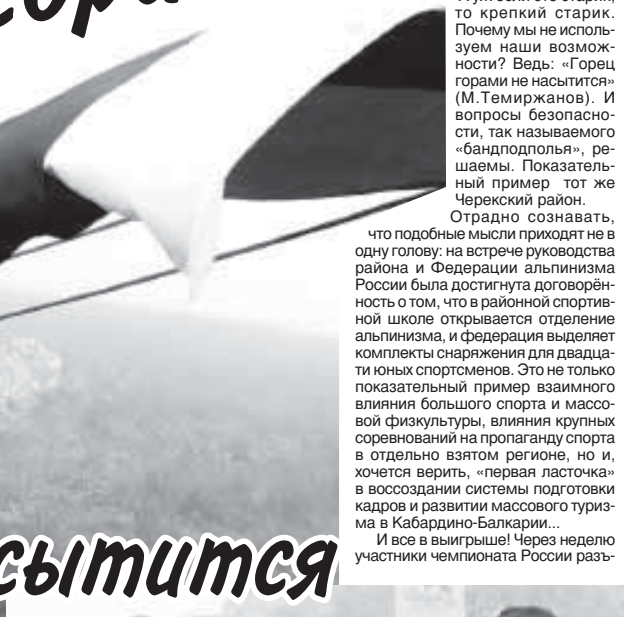 то крепкий старик.
Почему мы не исполь-
зуем наши возмож-
ности? Ведь: «Горец
горами не насытится»
(М.Темиржанов). И
вопросы безопасно-
сти, так называемого
«бандподполья», ре-
шаемы. Показатель-
ный пример тот же
Черекский район.
Отрадно сознавать,
что подобные мысли приходят не в
одну голову: на встрече руководства
района и Федерации альпинизма
России была достигнута договорён-
ность о том, что в районной спортив-
ной школе открывается отделение
альпинизма, и федерация выделяет
комплекты снаряжения для двадца-
ти юных спортсменов. Это не только
показательный пример взаимного
влияния большого спорта и массо-
вой физкультуры, влияния крупных
соревнований на пропаганду спорта
в отдельно взятом регионе, но и,
хочется верить, «первая ласточка»
в воссоздании системы подготовки
кадров и развитии массового туриз-
ма в Кабардино-Балкарии...
И все в выигрыше! Через неделю
участники чемпионата России разъ-
сытится